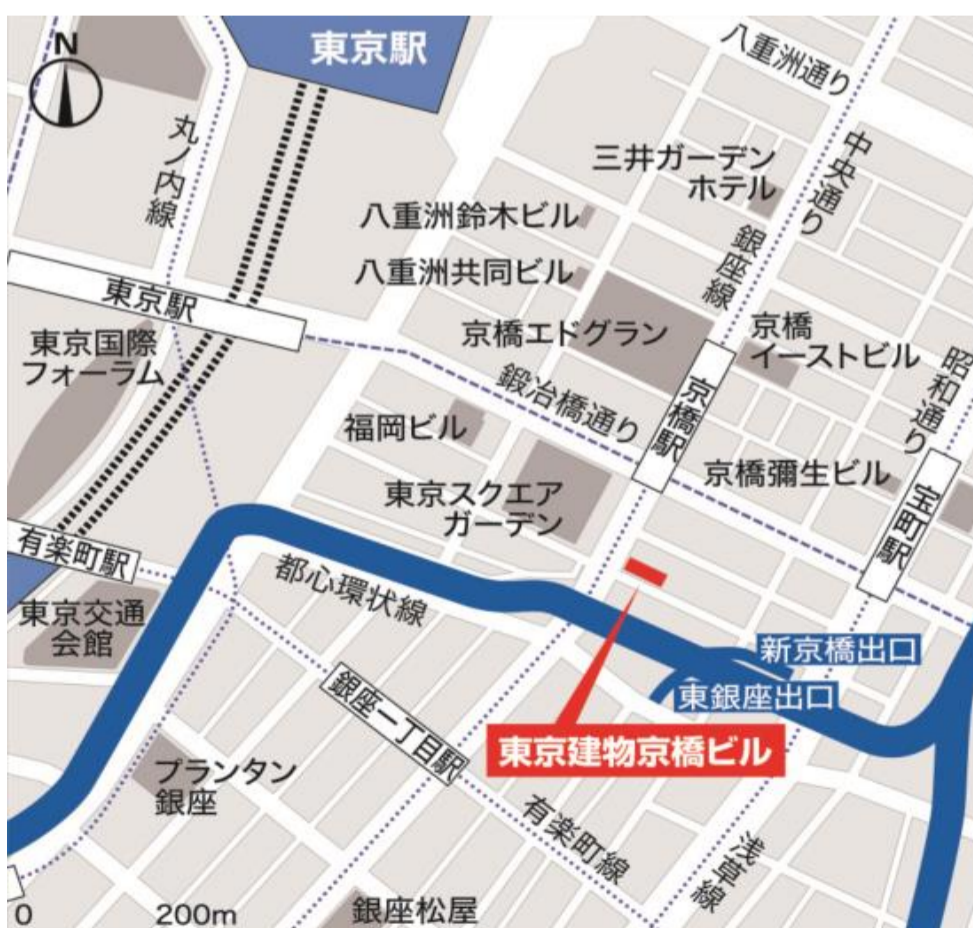 東京駅
N
八重洲通り
丸ノ内線
三井ガーデン
ホテル
中央通り
八重洲鈴木ビル
銀座線
八重洲共同ビル
東京駅
京橋エドグラン
京橋
イーストビル
東京国際
フォーラム
鍛冶橋通り
京橋駅
昭和通り
福岡ビル
京橋彌生ビル
東京スクエア
ガーデン
宝町駅
有楽町駅
都心環状線
東京交通
会館
新京橋出口
東銀座出口
銀座一丁目駅
東京建物京橋ビル
プランタン
銀座
有楽町線
浅草線
0 200m
銀座松屋